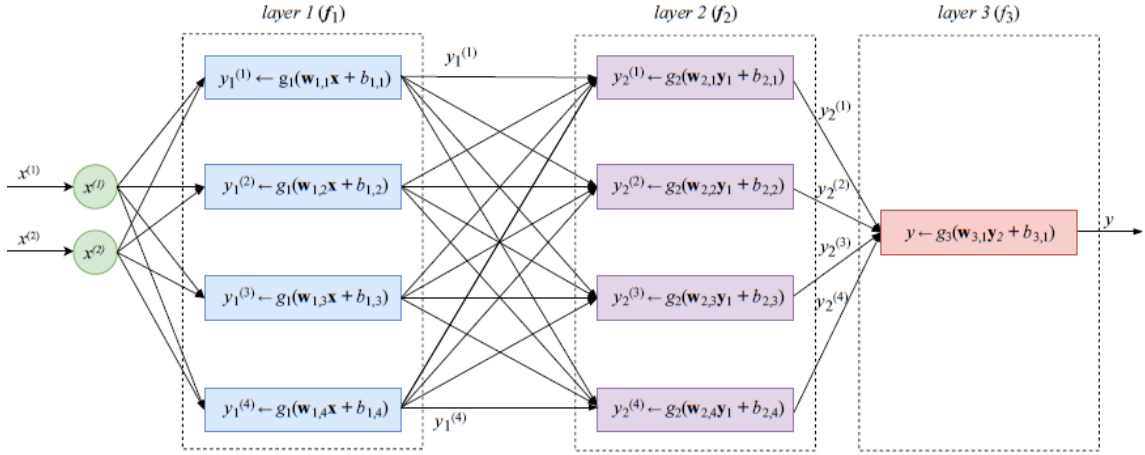 layer 1 (f₁) layer 2 (f₂) layer 3 (f₃)
y₁⁽¹⁾
y₁⁽¹⁾ ← g₁(w₁,₁x + b₁,₁)
y₂⁽¹⁾ ← g₂(w₂,₁y₁ + b₂,₁)
y₂⁽¹⁾
x⁽¹⁾
x⁽¹⁾
y₁⁽²⁾ ← g₁(w₁,₂x + b₁,₂)
y₂⁽²⁾ ← g₂(w₂,₂y₁ + b₂,₂)
y₂⁽²⁾
x⁽²⁾
x⁽²⁾
y ← g₃(w₃,₁y₂ + b₃,₁)
y
y₂⁽³⁾
y₁⁽³⁾ ← g₁(w₁,₃x + b₁,₃)
y₂⁽³⁾ ← g₂(w₂,₃y₁ + b₂,₃)
y₂⁽⁴⁾
y₁⁽⁴⁾ ← g₁(w₁,₄x + b₁,₄)
y₂⁽⁴⁾ ← g₂(w₂,₄y₁ + b₂,₄)
y₁⁽⁴⁾